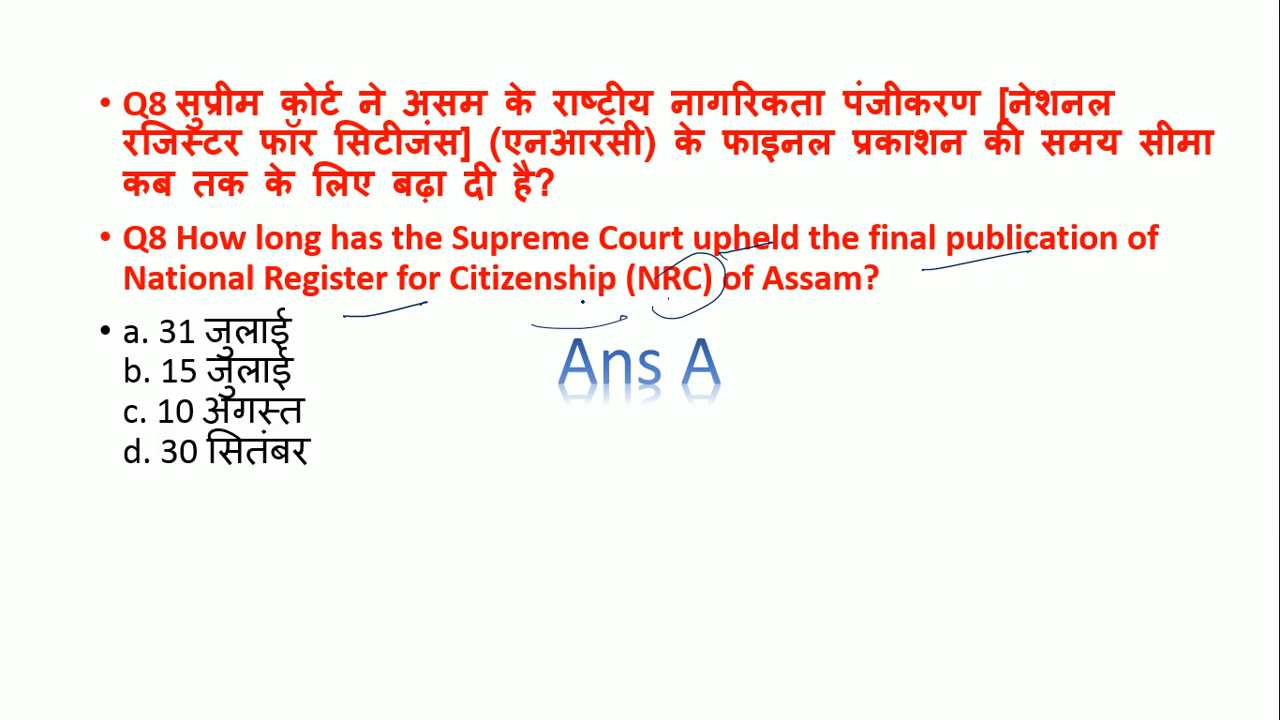 • Q8 सुप्रीम कोर्ट ने असम के राष्ट्रीय नागरिकता पंजीकरण [नेशनल
रजिस्टर फॉर सिटीजंस] (एनआरसी) के फाइनल प्रकाशन की समय सीमा
कब तक के लिए बढ़ा दी है?
• Q8 How long has the Supreme Court upheld the final publication of
National Register for Citizenship (NRC) of Assam?
• a. 31 जुलाई
b. 15 जुलाई
c. 10 अगस्त
d. 30 सितंबर
Ans A